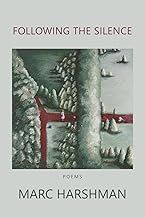 FOLLOWING THE SILENCE
POEMS
MARC HARSHMAN